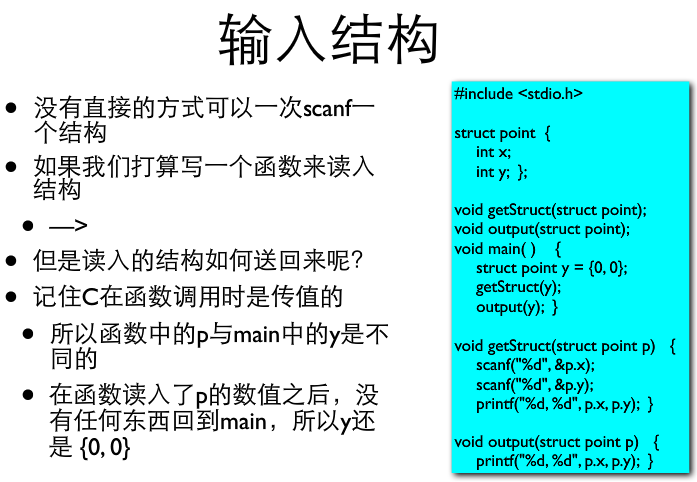 输入结构
• 没有直接的方式可以一次scanf一
个结构
• 如果我们打算写一个函数来读入
结构
• —>
• 但是读入的结构如何送回来呢？
• 记住C在函数调用时是传值的
• 所以函数中的p与main中的y是不
同的
• 在函数读入了p的数值之后，没
有任何东西回到main，所以y还
是 {0, 0}
#include <stdio.h>
struct point {
int x;
int y; };
void getStruct(struct point);
void output(struct point);
void main( ) {
struct point y = {0, 0};
getStruct(y);
output(y); }
void getStruct(struct point p) {
scanf("%d", &p.x);
scanf("%d", &p.y);
printf("%d, %d", p.x, p.y); }
void output(struct point p) {
printf("%d, %d", p.x, p.y); }